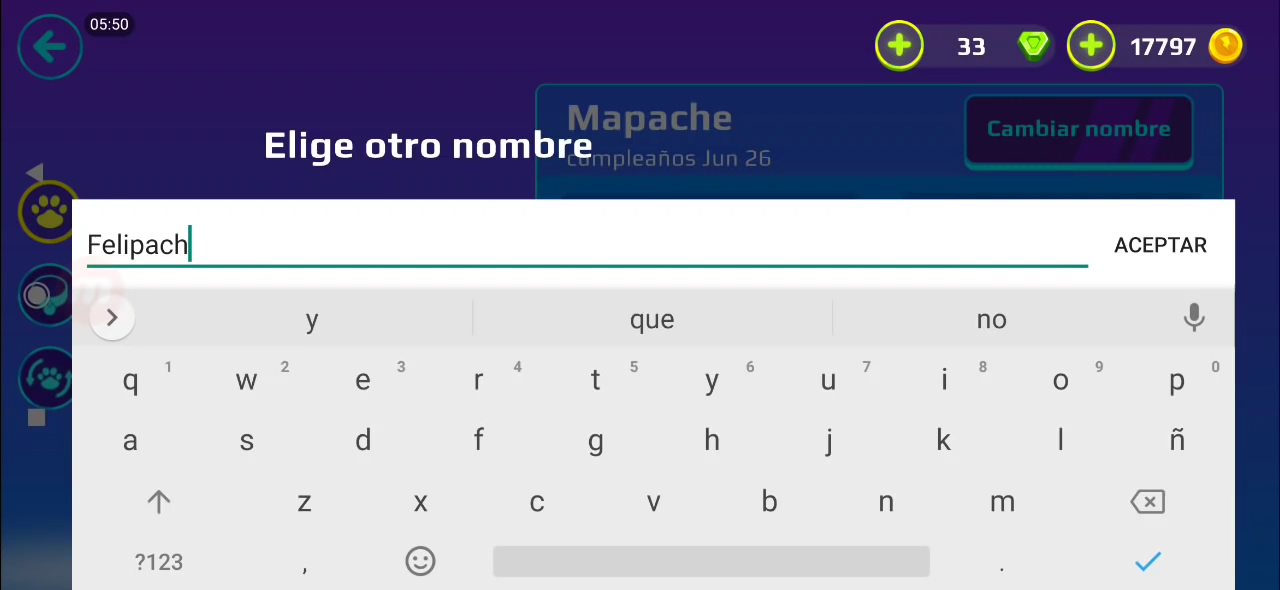 05:50
33
17797
Mapache
Cambiar nombre
Elige otro nombre
cumpleaños Jun 26
Felipach
ACEPTAR
y que no
q 1 w 2 e 3 r 4 t 5 y 6 u 7 i 8 o 9 p 0
a s d f g h j k l ñ
z x c v b n m
?123 , .